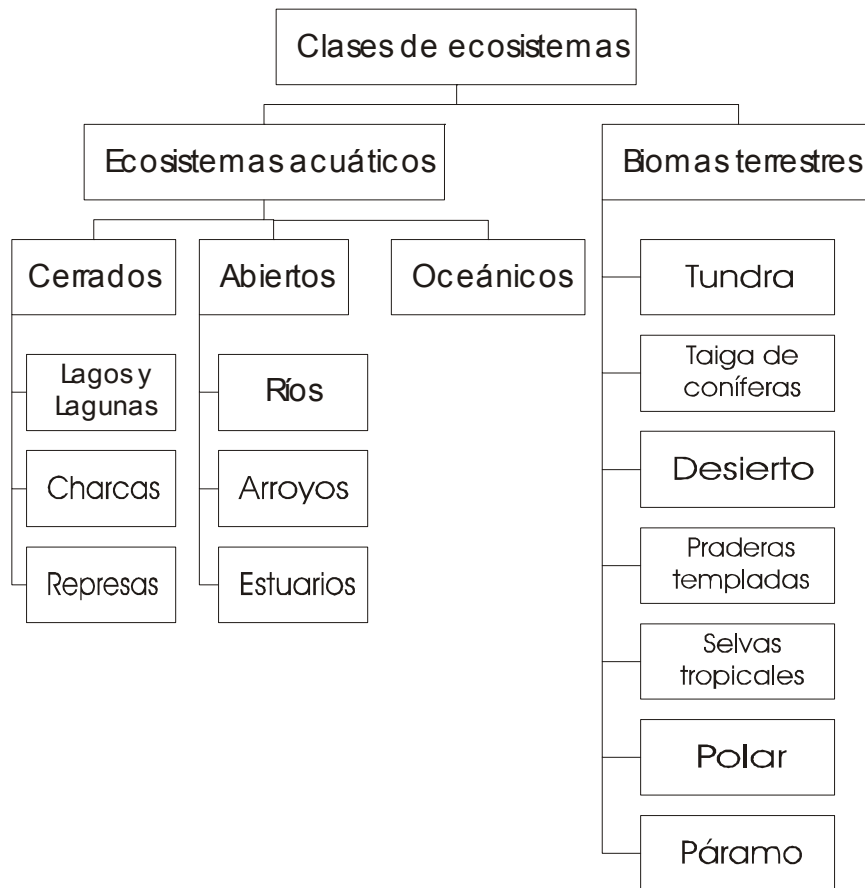 Clases de ecosistemas
Ecosistemas acuáticos
Biomas terrestres
Cerrados
Abiertos
Oceánicos
Lagos y
Lagunas
Charcas
Represas
Ríos
Arroyos
Estuarios
Tundra
Taiga de
coníferas
Desierto
Praderas
templadas
Selvas
tropicales
Polar
Páramo